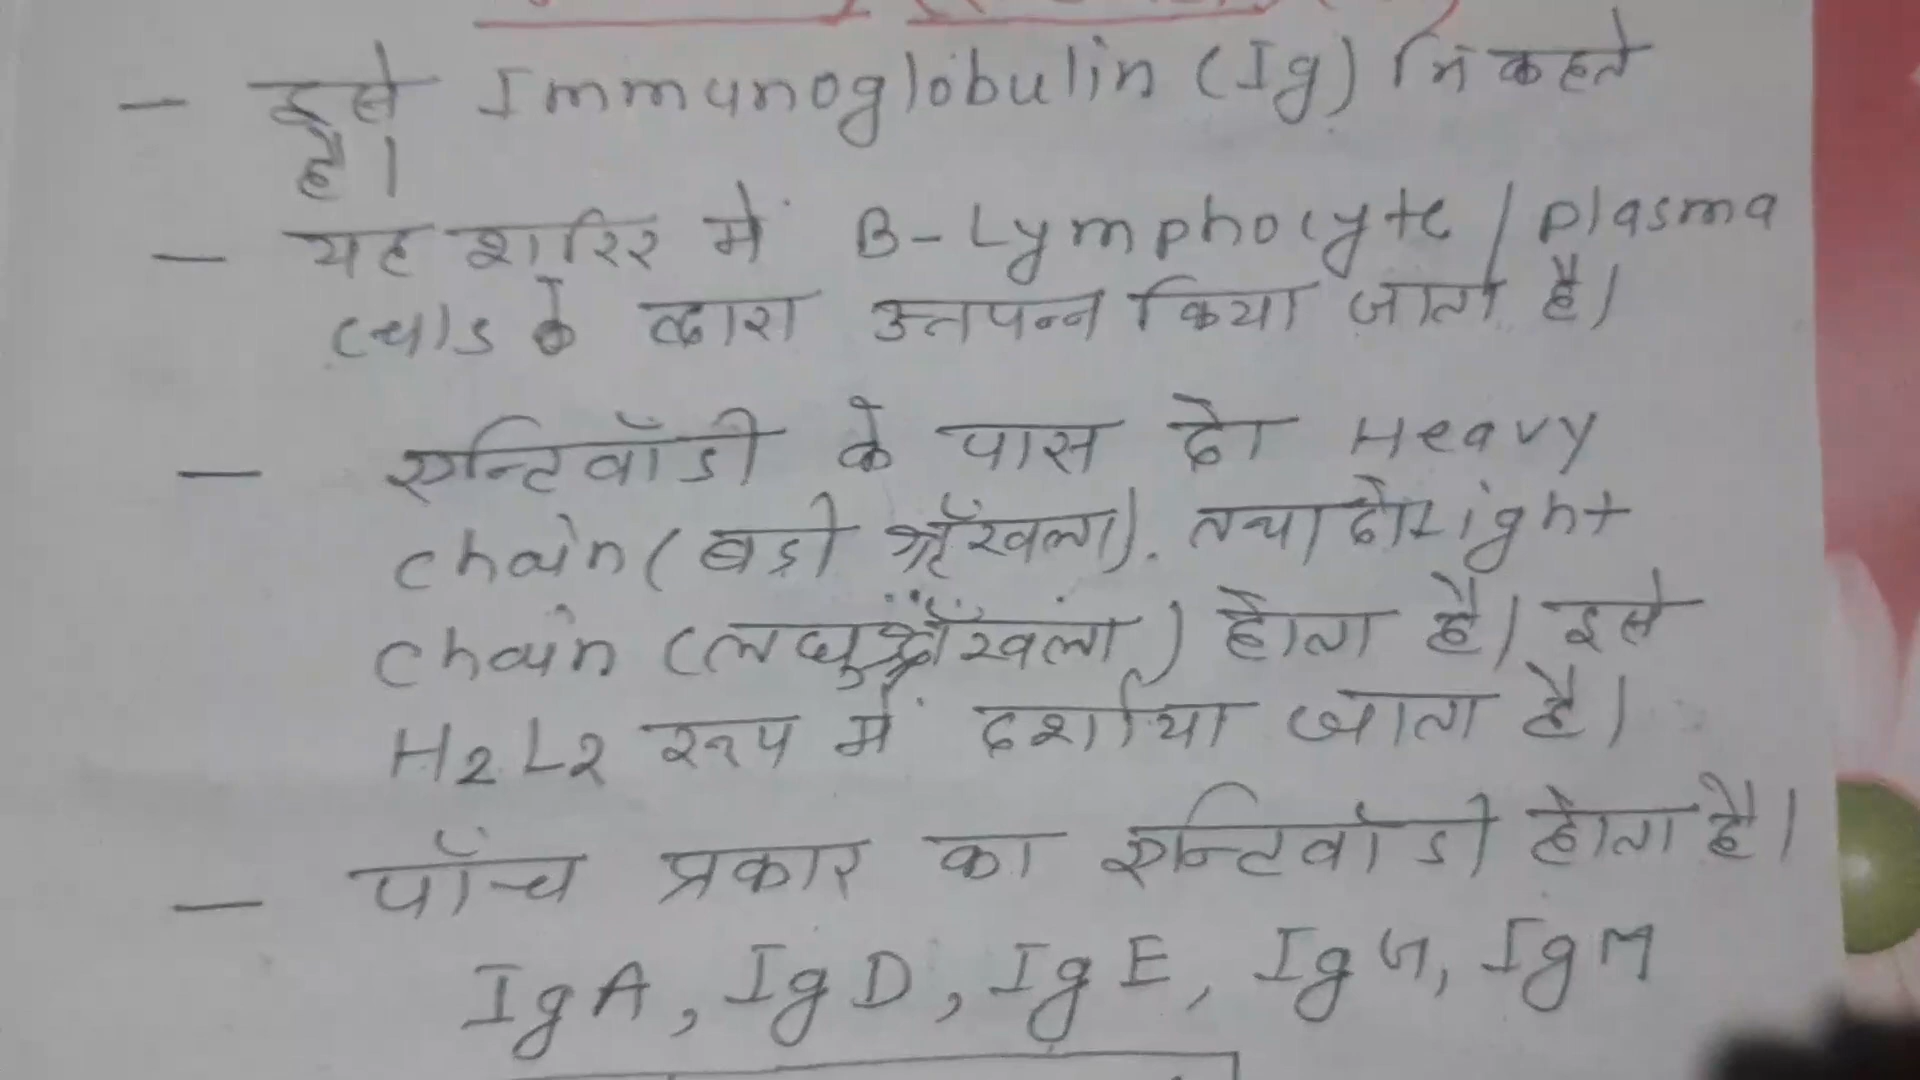 - इसे Immunoglobulin (Ig) भि कहते
हैं।
- यह शरिर में B-Lymphocyte / Plasma
cells के द्वारा उत्तपन्न किया जाता है।
- एन्टिवॉडी के पास दो Heavy
chain (बड़ी श्रृँखला). तथा दो Light
chain (लघु श्रृँखला) होता है। इसे
H2L2 रूप में दर्शाया जाता है।
- पाँच प्रकार का एन्टिवॉडी होता है।
IgA, IgD, IgE, IgG, IgM